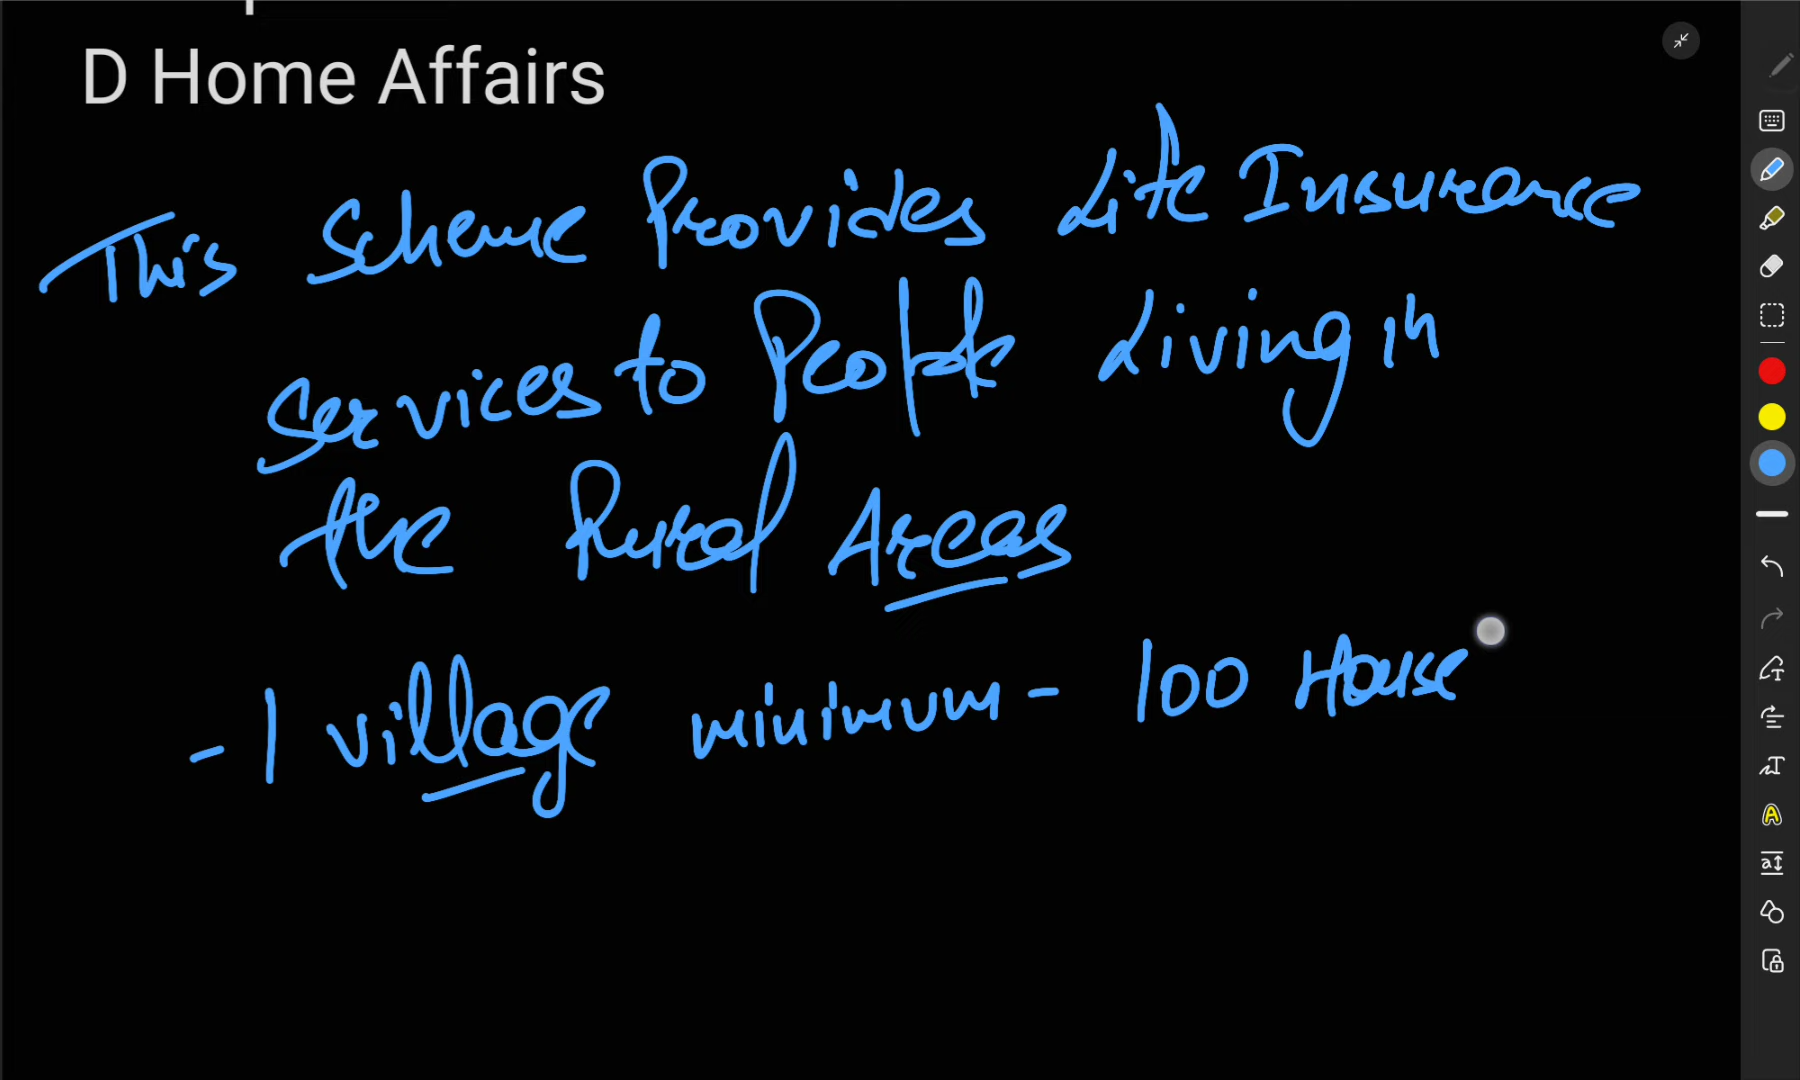 D Home Affairs
This Scheme Provides Life Insurance
Services to People Living in
the Rural Areas
- 1 village minimum - 100 House